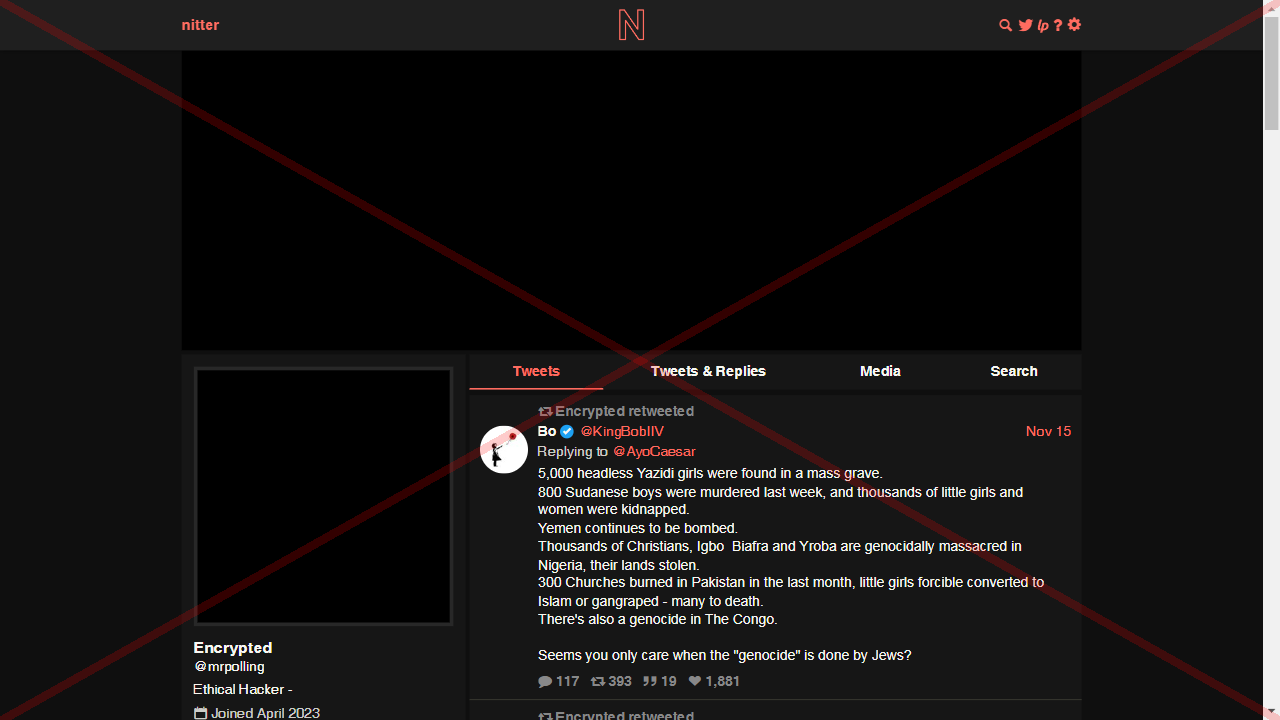 nitter
N
lp ?
Tweets
Tweets & Replies
Media
Search
Encrypted retweeted
Bo @KingBobIIV
Nov 15
Replying to @AyoCaesar
5,000 headless Yazidi girls were found in a mass grave.
800 Sudanese boys were murdered last week, and thousands of little girls and
women were kidnapped.
Yemen continues to be bombed.
Thousands of Christians, Igbo  Biafra and Yroba are genocidally massacred in
Nigeria, their lands stolen.
300 Churches burned in Pakistan in the last month, little girls forcible converted to
Islam or gangraped - many to death.
There's also a genocide in The Congo.
Seems you only care when the "genocide" is done by Jews?
117 393 19 1,881
Encrypted retweeted
Encrypted
@mrpolling
Ethical Hacker -
Joined April 2023